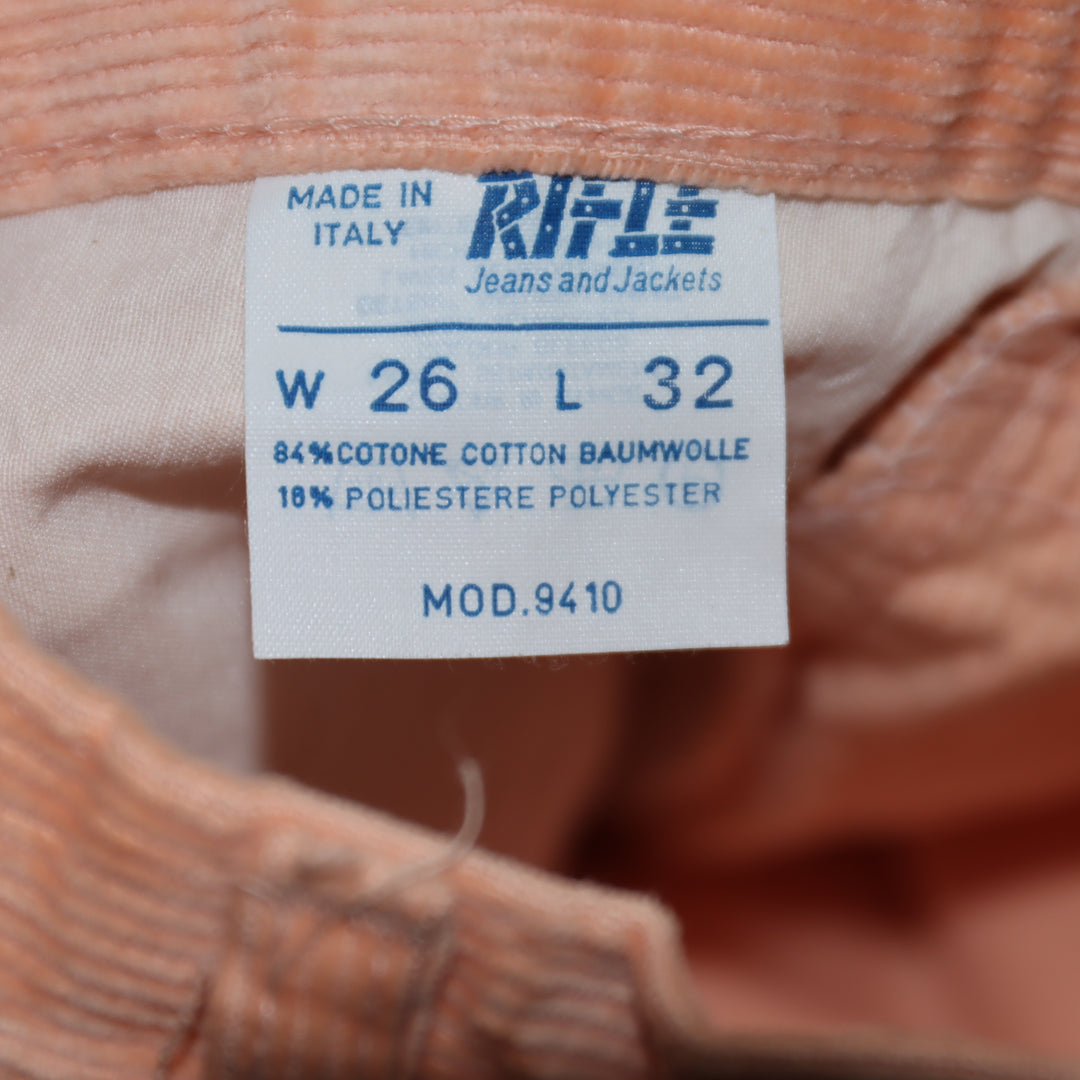 MADE IN
ITALY
RIFLE
Jeans and Jackets
W 26 L 32
84% COTONE COTTON BAUMWOLLE
16% POLIESTERE POLYESTER
MOD.9410